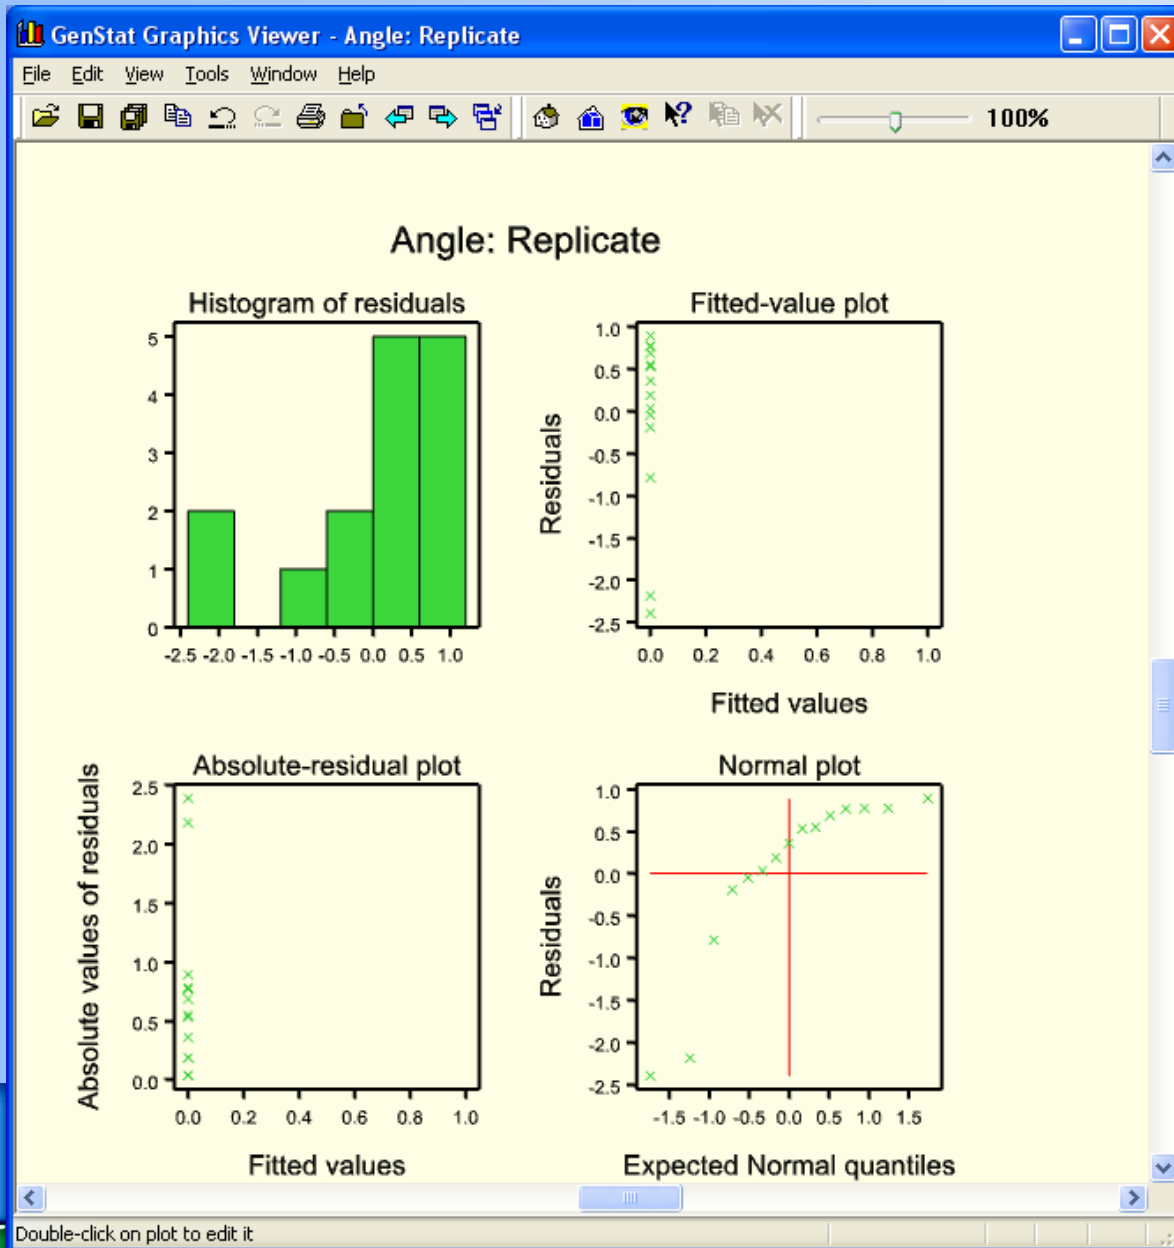 GenStat Graphics Viewer - Angle: Replicate
File Edit View Tools Window Help
100%
Angle: Replicate
Histogram of residuals
5
4
3
2
1
0
-2.5 -2.0 -1.5 -1.0 -0.5 0.0 0.5 1.0
Fitted-value plot
Residuals
1.0
0.5
0.0
-0.5
-1.0
-1.5
-2.0
-2.5
0.0 0.2 0.4 0.6 0.8 1.0
Fitted values
Absolute-residual plot
Absolute values of residuals
2.5
2.0
1.5
1.0
0.5
0.0
0.0 0.2 0.4 0.6 0.8 1.0
Fitted values
Normal plot
Residuals
1.0
0.5
0.0
-0.5
-1.0
-1.5
-2.0
-2.5
-1.5 -1.0 -0.5 0.0 0.5 1.0 1.5
Expected Normal quantiles
Double-click on plot to edit it